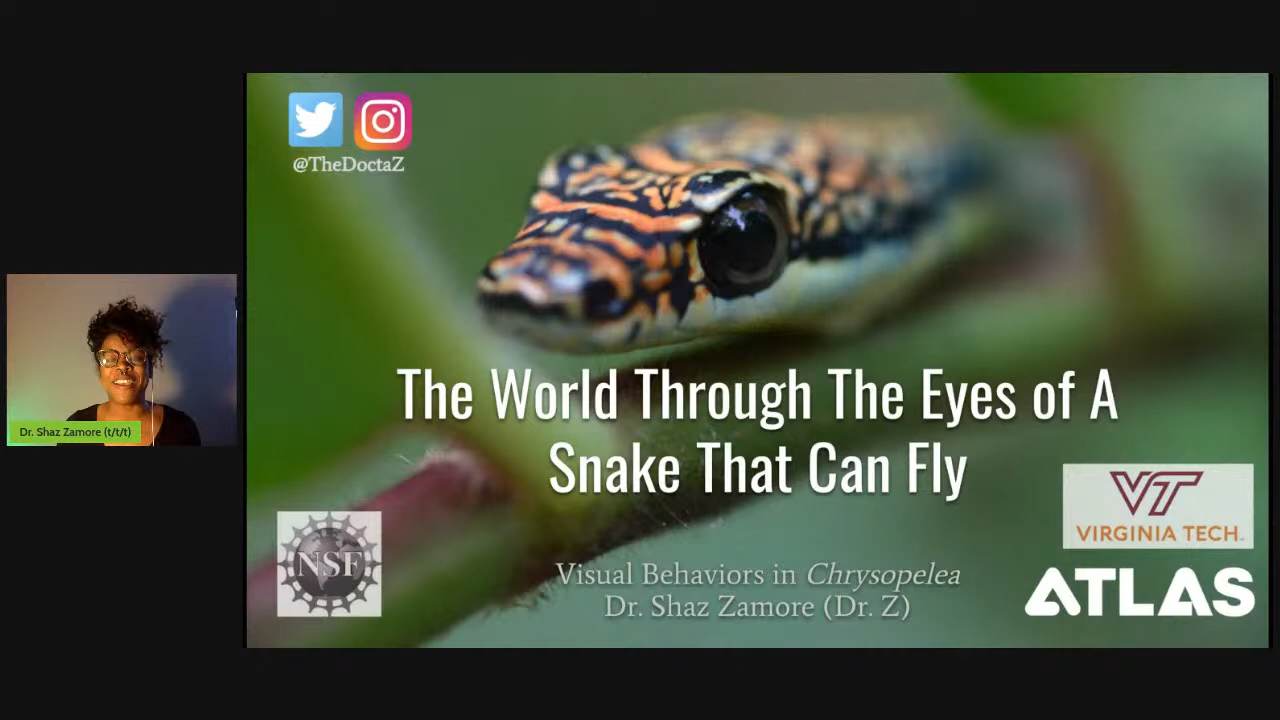 @TheDoctaZ
The World Through The Eyes of A
Snake That Can Fly
Dr. Shaz Zamore (t/t/t)
NSF
VT
VIRGINIA TECH.
Visual Behaviors in Chrysopelea
Dr. Shaz Zamore (Dr. Z)
ATLAS